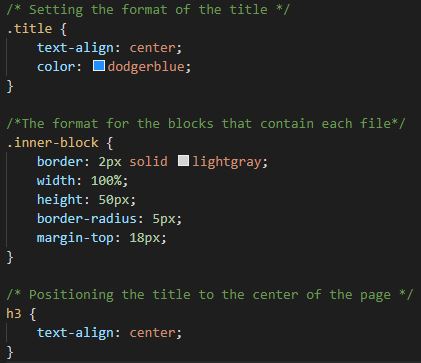 /* Setting the format of the title */
.title {
    text-align: center;
    color: dodgerblue;
}

/*The format for the blocks that contain each file*/
.inner-block {
    border: 2px solid lightgray;
    width: 100%;
    height: 50px;
    border-radius: 5px;
    margin-top: 18px;
}

/* Positioning the title to the center of the page */
h3 {
    text-align: center;
}